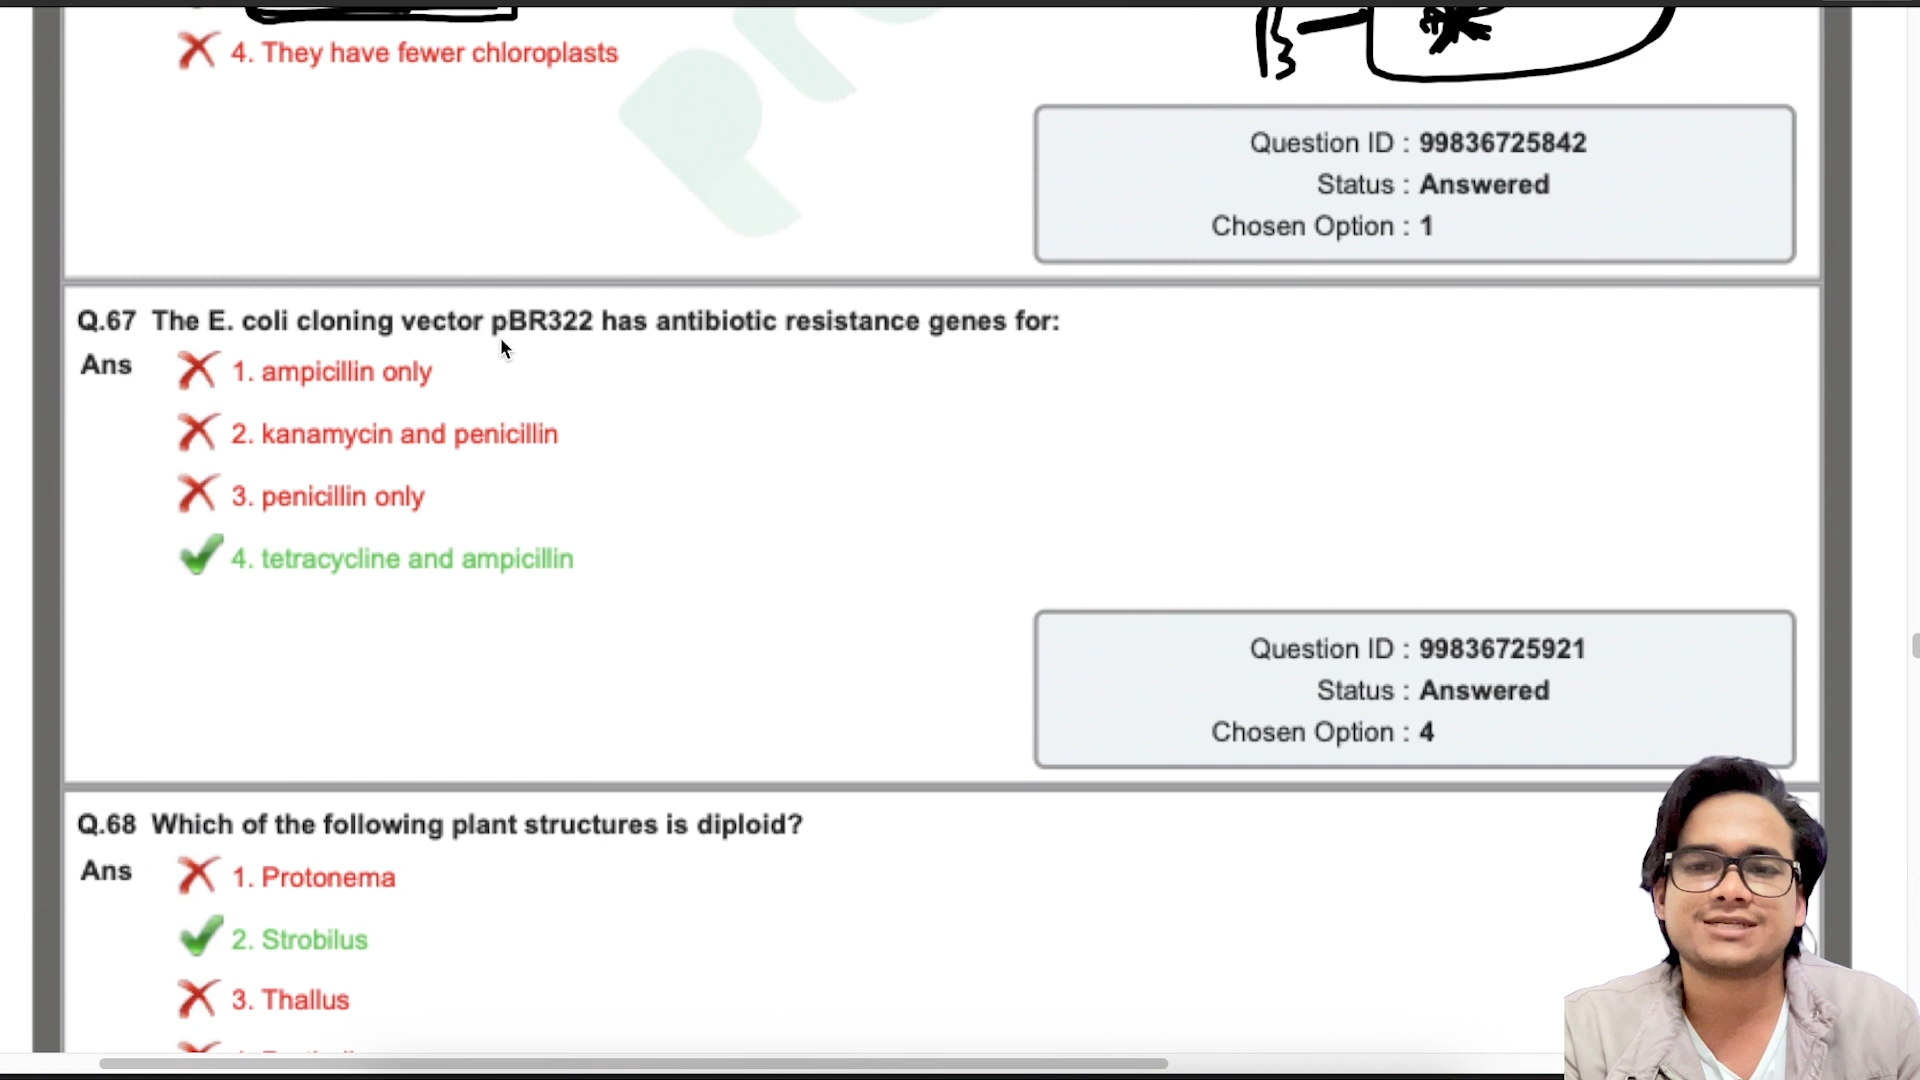 4. They have fewer chloroplasts
Question ID : 99836725842
Status : Answered
Chosen Option : 1
Q.67 The E. coli cloning vector pBR322 has antibiotic resistance genes for:
Ans
1. ampicillin only
2. kanamycin and penicillin
3. penicillin only
4. tetracycline and ampicillin
Question ID : 99836725921
Status : Answered
Chosen Option : 4
Q.68 Which of the following plant structures is diploid?
Ans
1. Protonema
2. Strobilus
3. Thallus